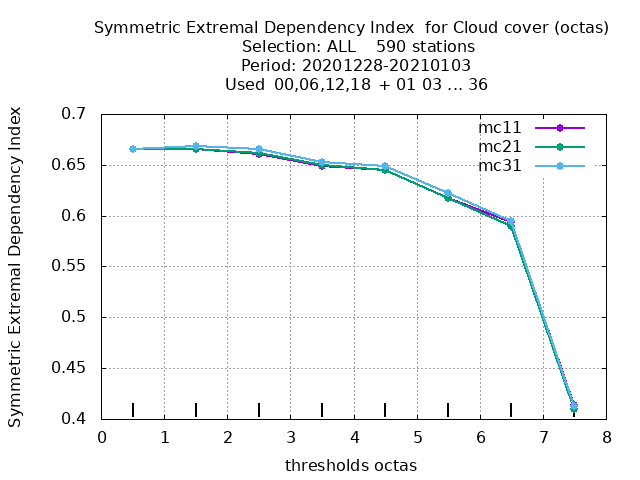 Symmetric Extremal Dependency Index  for Cloud cover (octas)
Selection: ALL    590 stations
Period: 20201228-20210103
Used  00,06,12,18  + 01 03 ... 36
Symmetric Extremal Dependency Index
0.7
0.65
0.6
0.55
0.5
0.45
0.4
mc11
mc21
mc31
0 1 2 3 4 5 6 7 8
thresholds octas